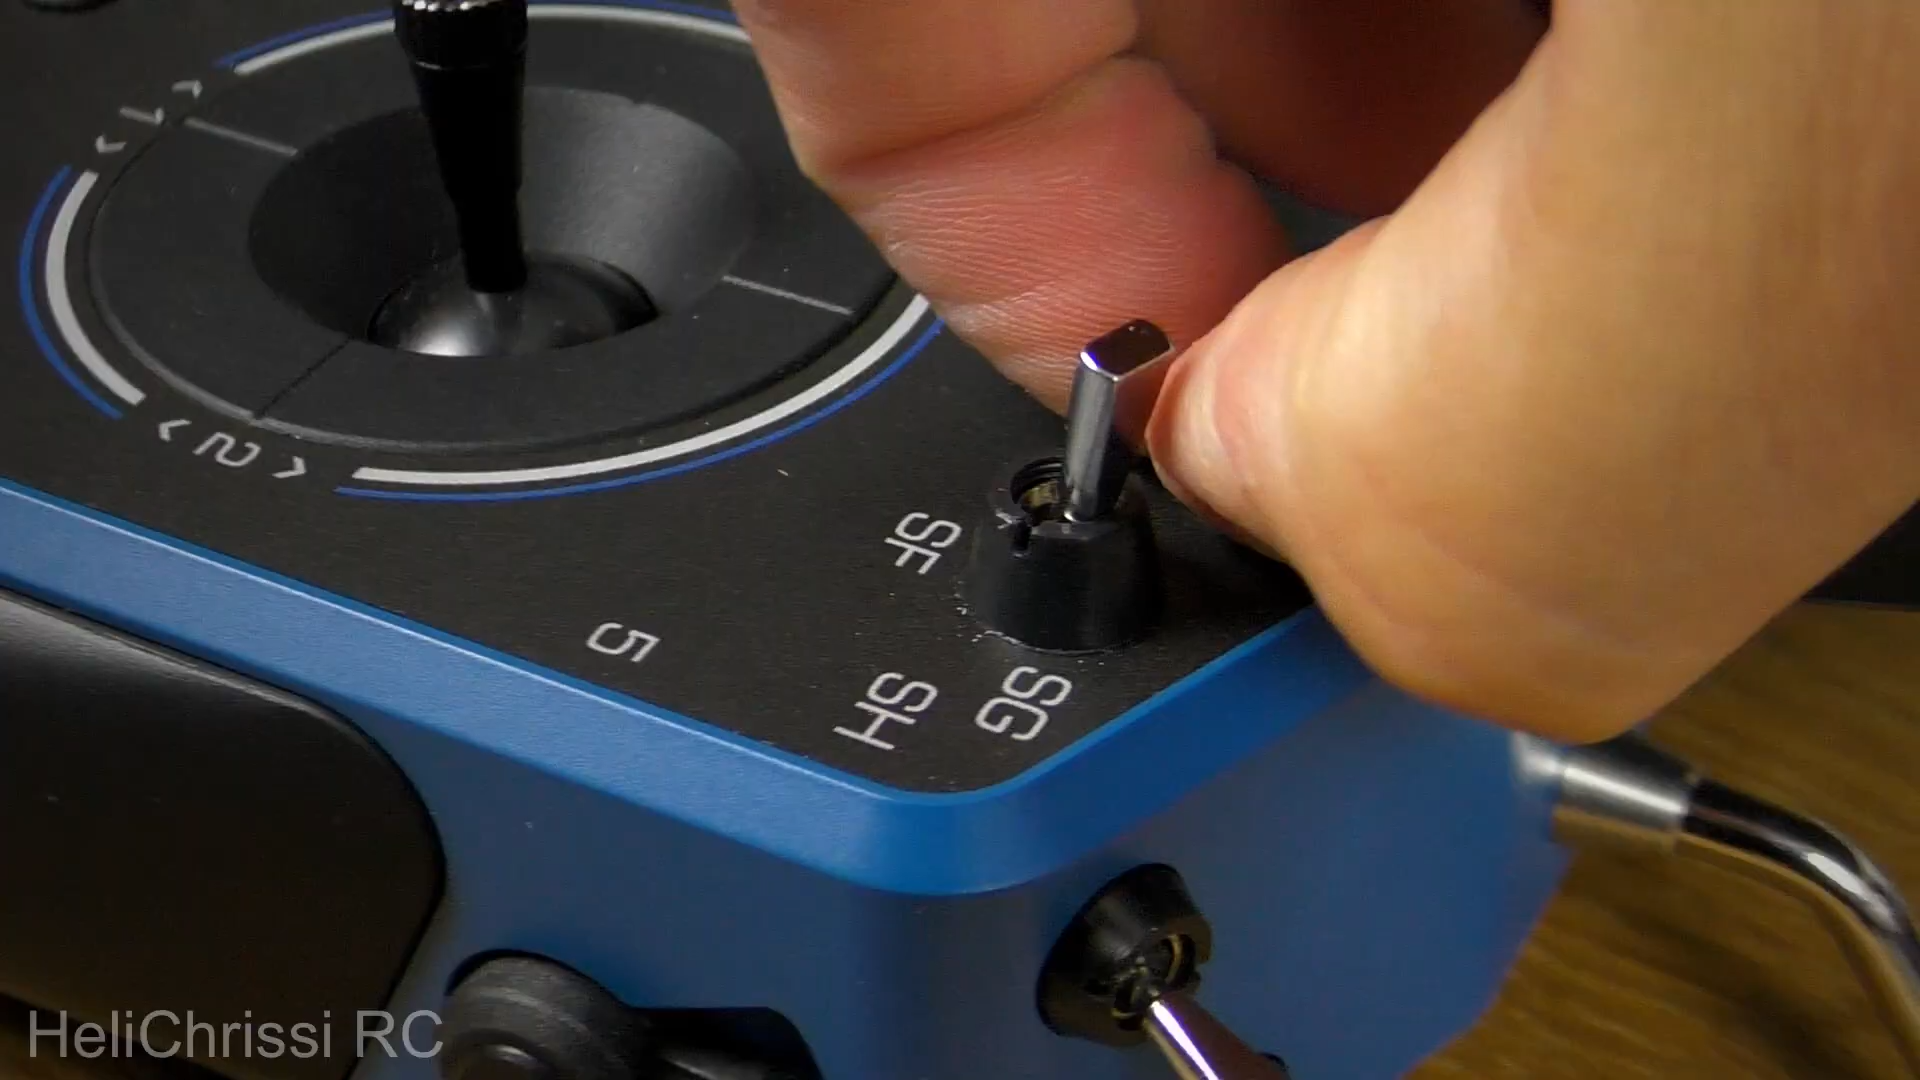 < 1 >
< 2 >
SF
5
SH
SG
HeliChrissi RC